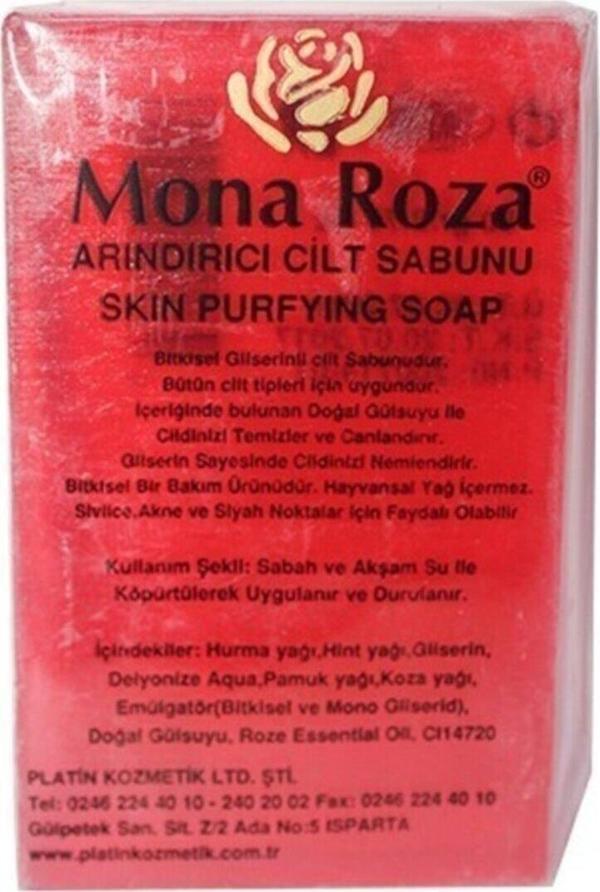 Mona Roza®
ARINDIRICI CİLT SABUNU
SKIN PURFYING SOAP
Bitkisel Gliserinli cilt Sabunudur.
Bütün cilt tipleri için uygundur.
İçeriğinde bulunan Doğal Gülsuyu ile
Cildinizi Temizler ve Canlandırır.
Gliserin Sayesinde Cildinizi Nemlendirir.
Bitkisel Bir Bakım Ürünüdür. Hayvansal Yağ İçermez.
Sivilce,Akne ve Siyah Noktalar İçin Faydalı Olabilir
Kullanım Şekli: Sabah ve Akşam Su ile
Köpürtülerek Uygulanır ve Durulanır.
İçindekiler: Hurma yağı,Hint yağı,Gliserin,
Deiyonize Aqua,Pamuk yağı,Koza yağı,
Emülgatör(Bitkisel ve Mono Gliserid),
Doğal Gülsuyu, Roze Essential Oil, CI14720
PLATİN KOZMETİK LTD. ŞTİ.
Tel: 0246 224 40 10 - 240 20 02 Fax: 0246 224 40 10
Gülpetek San. Sit. Z/2 Ada No:5 ISPARTA
www.platinkozmetik.com.tr